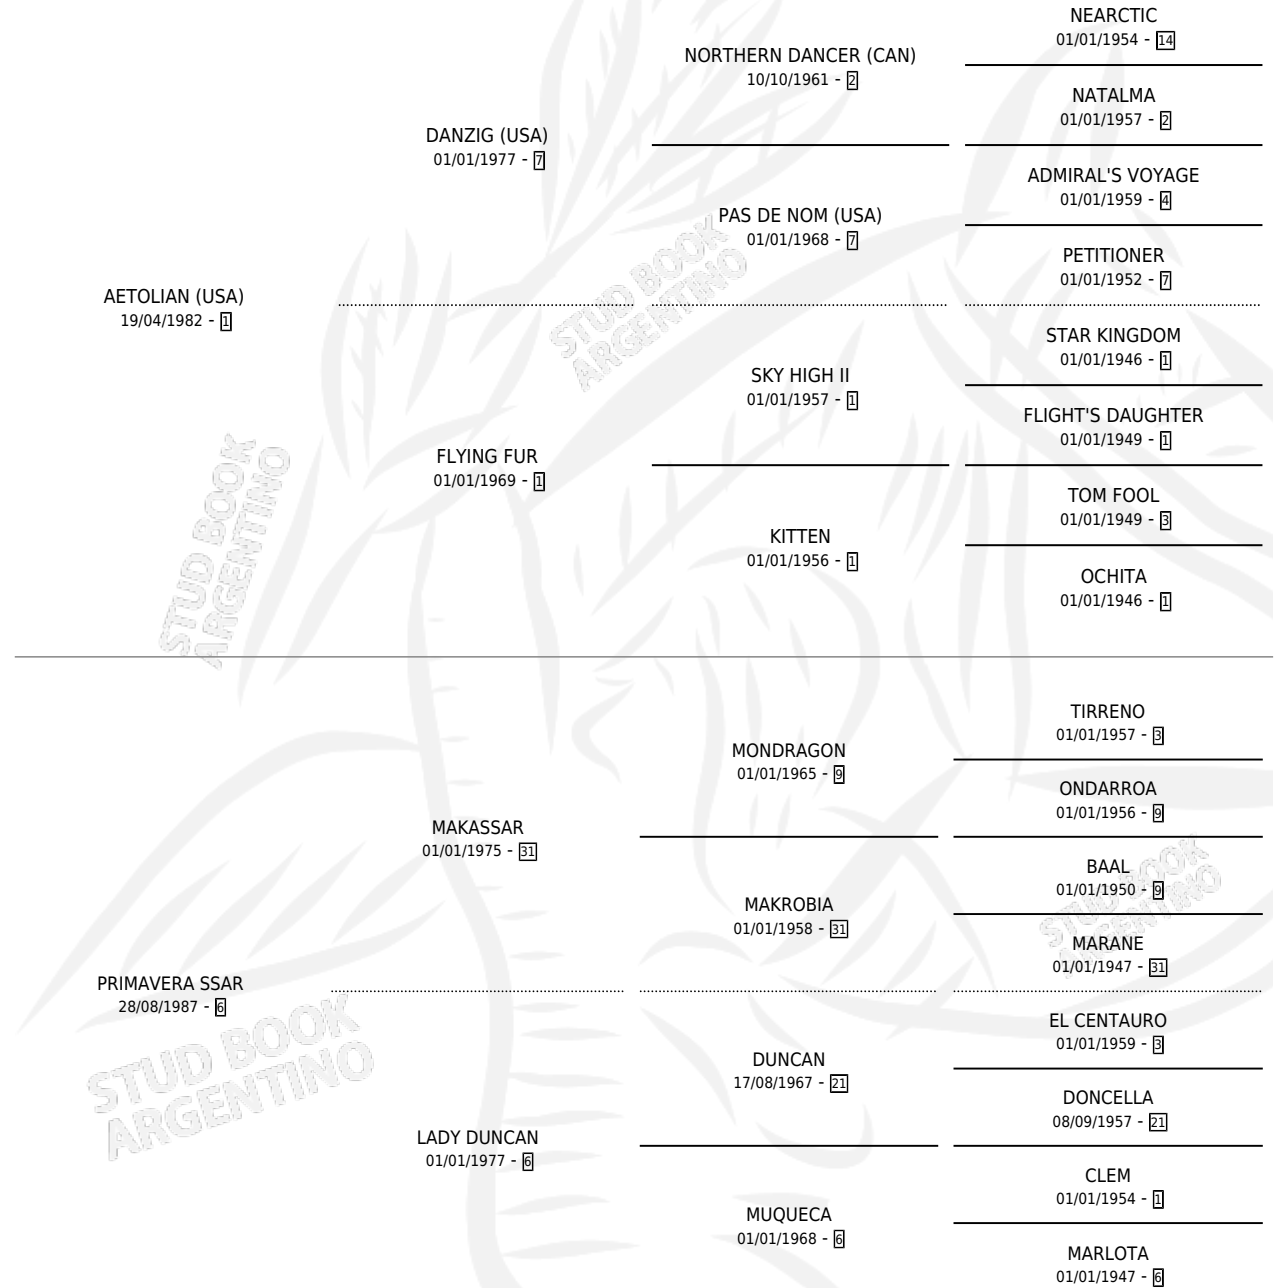 NEARCTIC
01/01/1954 - 14
NORTHERN DANCER (CAN)
10/10/1961 - 2
NATALMA
01/01/1957 - 2
DANZIG (USA)
01/01/1977 - 7
ADMIRAL'S VOYAGE
01/01/1959 - 4
PAS DE NOM (USA)
01/01/1968 - 7
PETITIONER
01/01/1952 - 7
AETOLIAN (USA)
19/04/1982 - 1
STAR KINGDOM
01/01/1946 - 1
SKY HIGH II
01/01/1957 - 1
FLIGHT'S DAUGHTER
01/01/1949 - 1
FLYING FUR
01/01/1969 - 1
TOM FOOL
01/01/1949 - 3
KITTEN
01/01/1956 - 1
OCHITA
01/01/1946 - 1
TIRRENO
01/01/1957 - 3
MONDRAGON
01/01/1965 - 9
ONDARROA
01/01/1956 - 9
MAKASSAR
01/01/1975 - 31
BAAL
01/01/1950 - 9
MAKROBIA
01/01/1958 - 31
MARANE
01/01/1947 - 31
PRIMAVERA SSAR
28/08/1987 - 6
EL CENTAURO
01/01/1959 - 3
DUNCAN
17/08/1967 - 21
DONCELLA
08/09/1957 - 21
LADY DUNCAN
01/01/1977 - 6
CLEM
01/01/1954 - 1
MUQUECA
01/01/1968 - 6
MARLOTA
01/01/1947 - 6
STUD BOOK
ARGENTINO
STUD BOOK
ARGENTINO
STUD BOOK
ARGENTINO
STUD BOOK
ARGENTINO